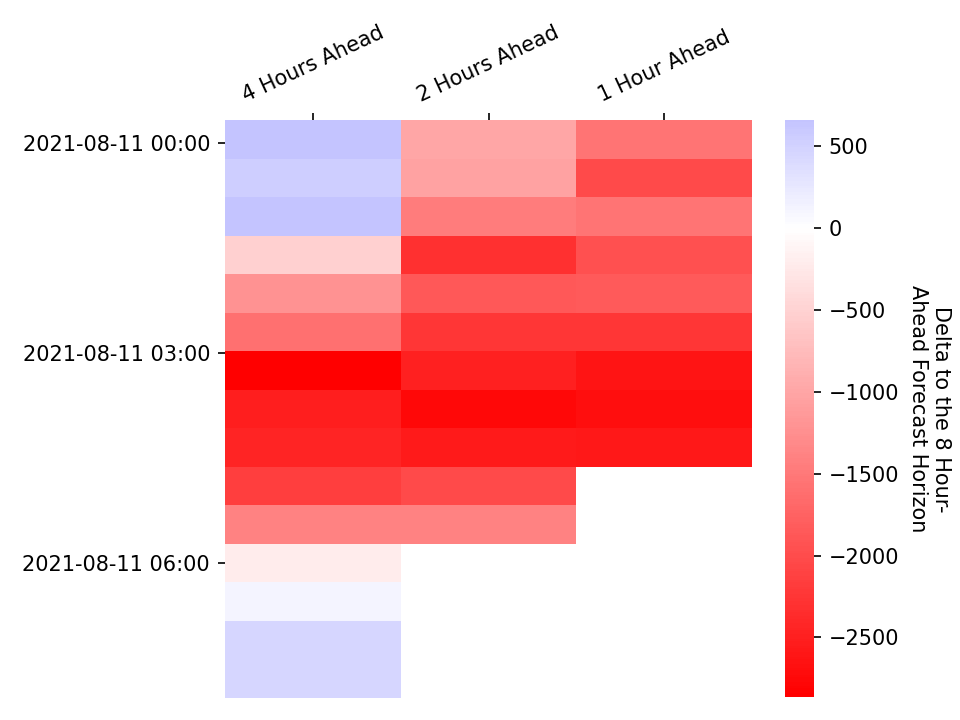 4 Hours Ahead
2 Hours Ahead
1 Hour Ahead
2021-08-11 00:00
2021-08-11 03:00
2021-08-11 06:00
500
0
−500
−1000
−1500
−2000
−2500
Delta to the 8 Hour-
Ahead Forecast Horizon